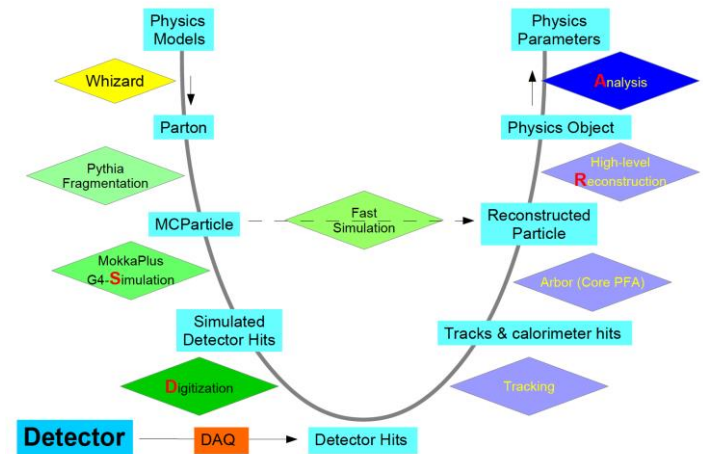 Physics
Models
Physics
Parameters
Whizard
Analysis
Parton
Physics Object
Pythia
Fragmentation
High-level
Reconstruction
MCParticle
Fast
Simulation
Reconstructed
Particle
MokkaPlus
G4-Simulation
Arbor (Core PFA)
Simulated
Detector Hits
Tracks & calorimeter hits
Digitization
Tracking
Detector
DAQ
Detector Hits